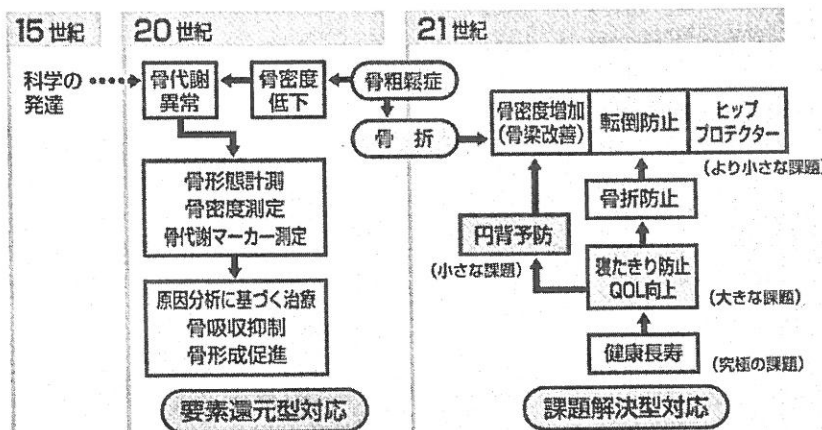 15世紀
20世紀
21世紀
科学の
発達
骨代謝
異常
骨密度
低下
骨粗鬆症
骨 折
骨密度増加
(骨梁改善)
転倒防止
ヒップ
プロテクター
(より小さな課題)
骨形態計測
骨密度測定
骨代謝マーカー測定
骨折防止
円背予防
(小さな課題)
寝たきり防止
QOL向上
(大きな課題)
原因分析に基づく治療
骨吸収抑制
骨形成促進
健康長寿
(究極の課題)
要素還元型対応
課題解決型対応